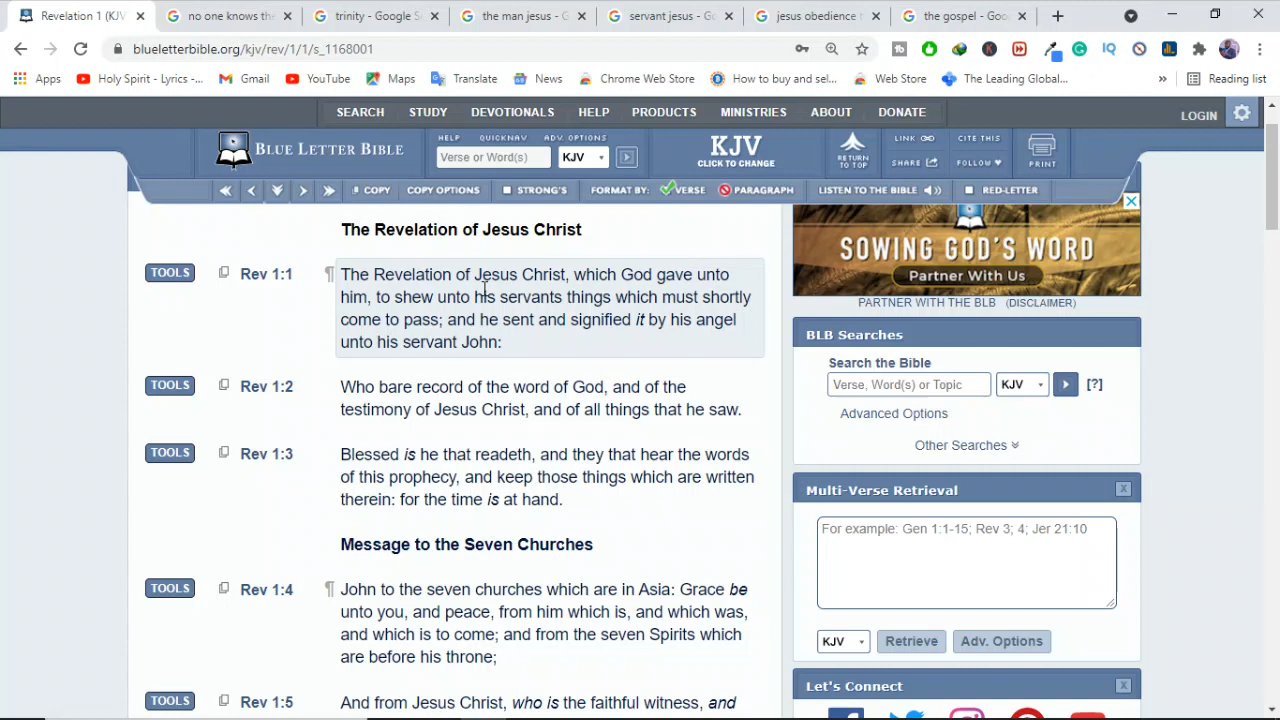 Revelation 1 (KJV
no one knows the
trinity - Google S
the man jesus - G
servant jesus - Go
jesus obedience t
the gospel - Goo
blueletterbible.org/kjv/rev/1/1/s_1168001
Apps
Holy Spirit - Lyrics -...
Gmail
YouTube
Maps
Translate
News
Chrome Web Store
How to buy and sel...
Web Store
The Leading Global...
»
Reading list
SEARCH
STUDY
DEVOTIONALS
HELP
PRODUCTS
MINISTRIES
ABOUT
DONATE
LOGIN
BLUE LETTER BIBLE
HELP QUICKNAV ADV. OPTIONS
Verse or Word(s)
KJV
KJV
CLICK TO CHANGE
RETURN
TO TOP
LINK
CITE THIS
SHARE
FOLLOW
PRINT
COPY
COPY OPTIONS
STRONG'S
FORMAT BY:
VERSE
PARAGRAPH
LISTEN TO THE BIBLE
RED-LETTER
The Revelation of Jesus Christ
TOOLS Rev 1:1 ¶ The Revelation of Jesus Christ, which God gave unto
him, to shew unto his servants things which must shortly
come to pass; and he sent and signified it by his angel
unto his servant John:
TOOLS Rev 1:2 Who bare record of the word of God, and of the
testimony of Jesus Christ, and of all things that he saw.
TOOLS Rev 1:3 Blessed is he that readeth, and they that hear the words
of this prophecy, and keep those things which are written
therein: for the time is at hand.
Message to the Seven Churches
TOOLS Rev 1:4 ¶ John to the seven churches which are in Asia: Grace be
unto you, and peace, from him which is, and which was,
and which is to come; and from the seven Spirits which
are before his throne;
TOOLS Rev 1:5 And from Jesus Christ, who is the faithful witness, and
SOWING GOD'S WORD
Partner With Us
PARTNER WITH THE BLB (DISCLAIMER)
BLB Searches
Search the Bible
Verse, Word(s) or Topic
KJV
[?]
Advanced Options
Other Searches
Multi-Verse Retrieval
X
For example: Gen 1:1-15; Rev 3; 4; Jer 21:10
KJV
Retrieve
Adv. Options
Let's Connect
X